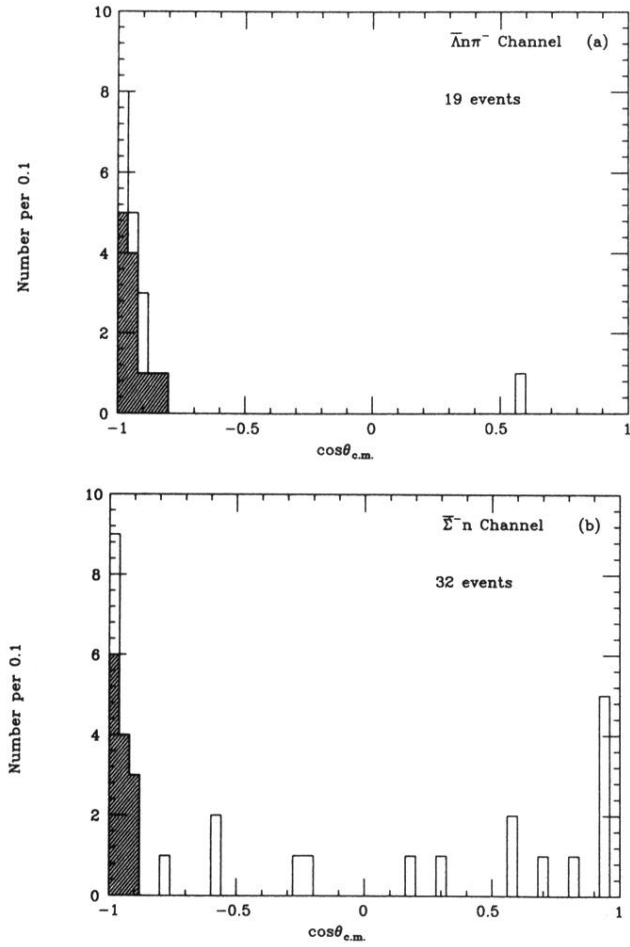 10
Λ̅nπ⁻ Channel (a)
8
19 events
6
Number per 0.1
4
2
0
−1 −0.5 0 0.5 1
cosθc.m.
10
Σ̅⁻n Channel (b)
8
32 events
6
Number per 0.1
4
2
0
−1 −0.5 0 0.5 1
cosθc.m.